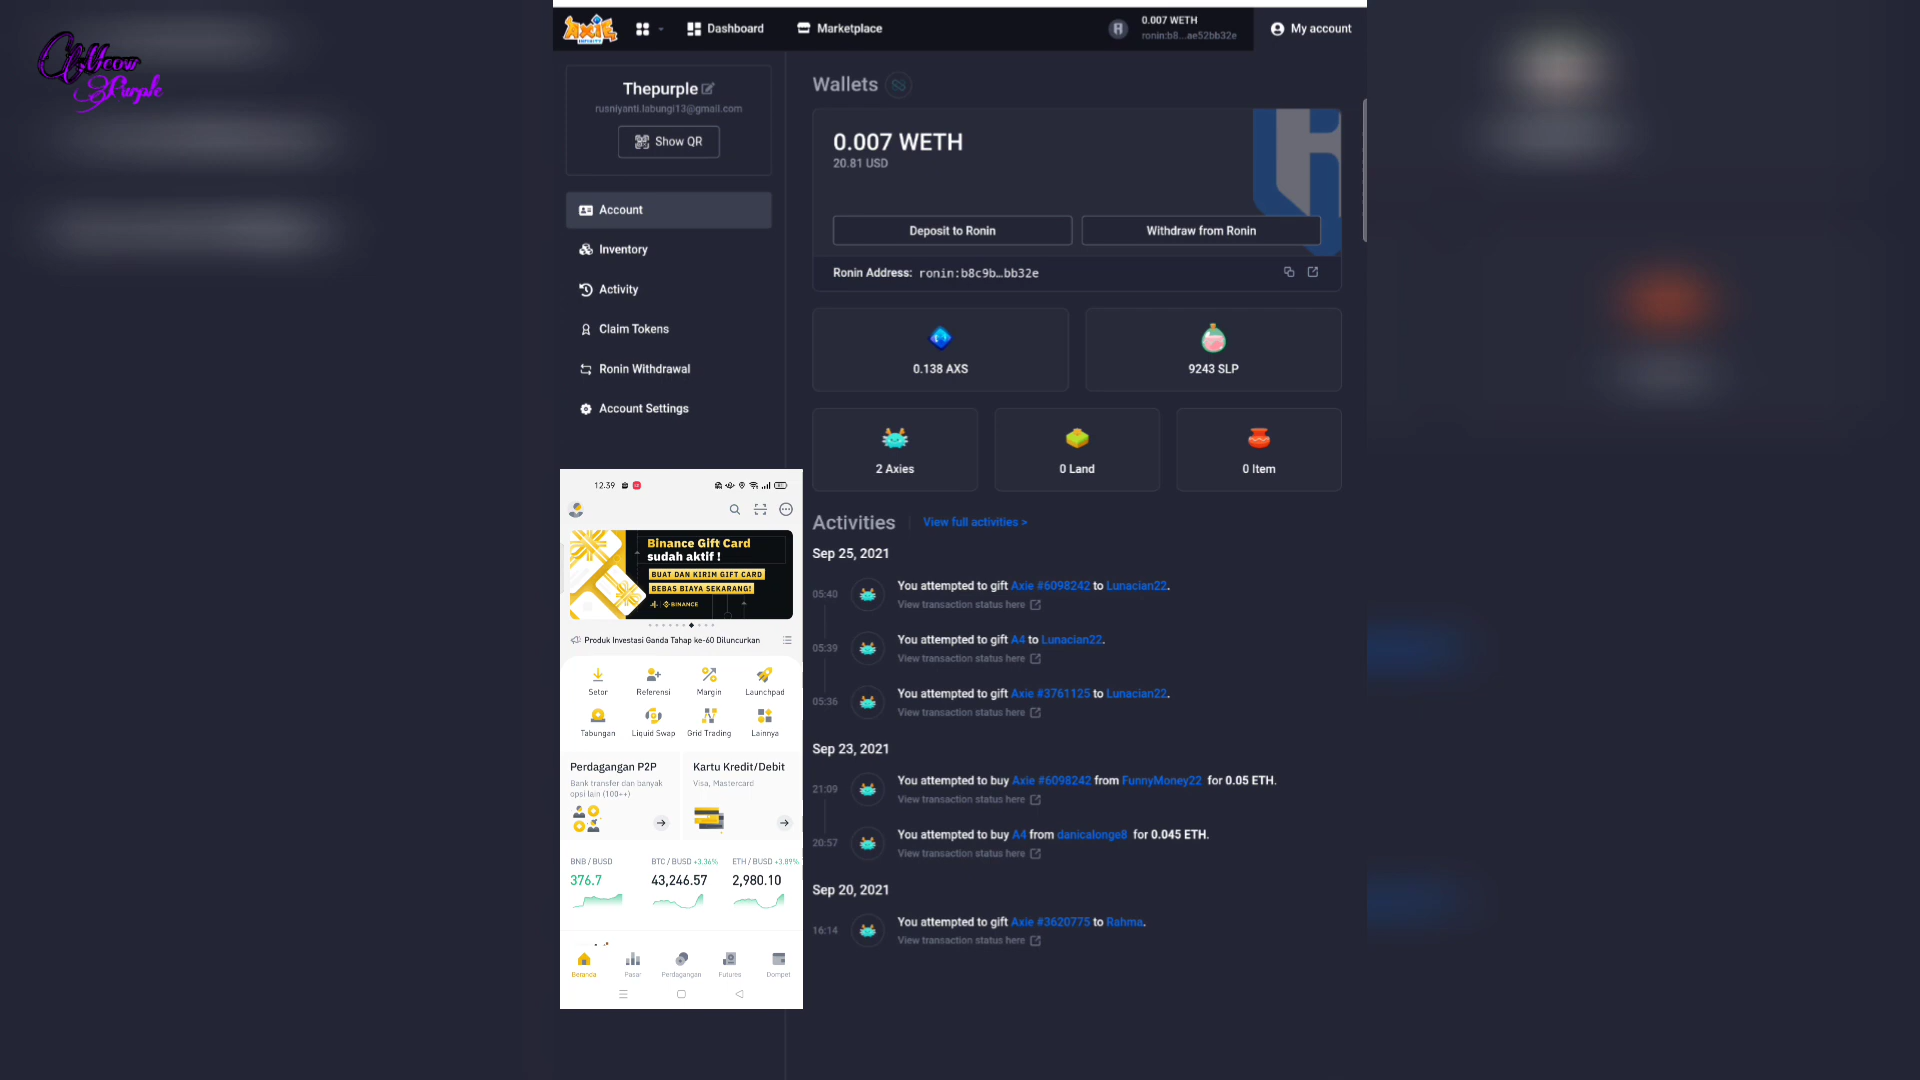 Meow
3Purple
AXIE
INFINITY
Dashboard
Marketplace
0.007 WETH
ronin:b8...ae52bb32e
My account
Thepurple
rusniyanti.labungi13@gmail.com
Show QR
Account
Inventory
Activity
Claim Tokens
Ronin Withdrawal
Account Settings
Wallets
0.007 WETH
20.81 USD
Deposit to Ronin
Withdraw from Ronin
Ronin Address: ronin:b8c9b...bb32e
0.138 AXS
9243 SLP
2 Axies
0 Land
0 Item
Activities
View full activities >
Sep 25, 2021
05:40
You attempted to gift Axie #6098242 to Lunacian22.
View transaction status here
05:39
You attempted to gift A4 to Lunacian22.
View transaction status here
05:36
You attempted to gift Axie #3761125 to Lunacian22.
View transaction status here
Sep 23, 2021
21:09
You attempted to buy Axie #6098242 from FunnyMoney22 for 0.05 ETH.
View transaction status here
20:57
You attempted to buy A4 from danicalonge8 for 0.045 ETH.
View transaction status here
Sep 20, 2021
16:14
You attempted to gift Axie #3620775 to Rahma.
View transaction status here
12.39
Binance Gift Card
sudah aktif !
BUAT DAN KIRIM GIFT CARD
BEBAS BIAYA SEKARANG!
BINANCE
Produk Investasi Ganda Tahap ke-60 Diluncurkan
Setor
Referensi
Margin
Launchpad
Tabungan
Liquid Swap
Grid Trading
Lainnya
Perdagangan P2P
Bank transfer dan banyak
opsi lain (100++)
Kartu Kredit/Debit
Visa, Mastercard
BNB / BUSD
376.7
BTC / BUSD +3.36%
43,246.57
ETH / BUSD +3.89%
2,980.10
Beranda
Pasar
Perdagangan
Futures
Dompet